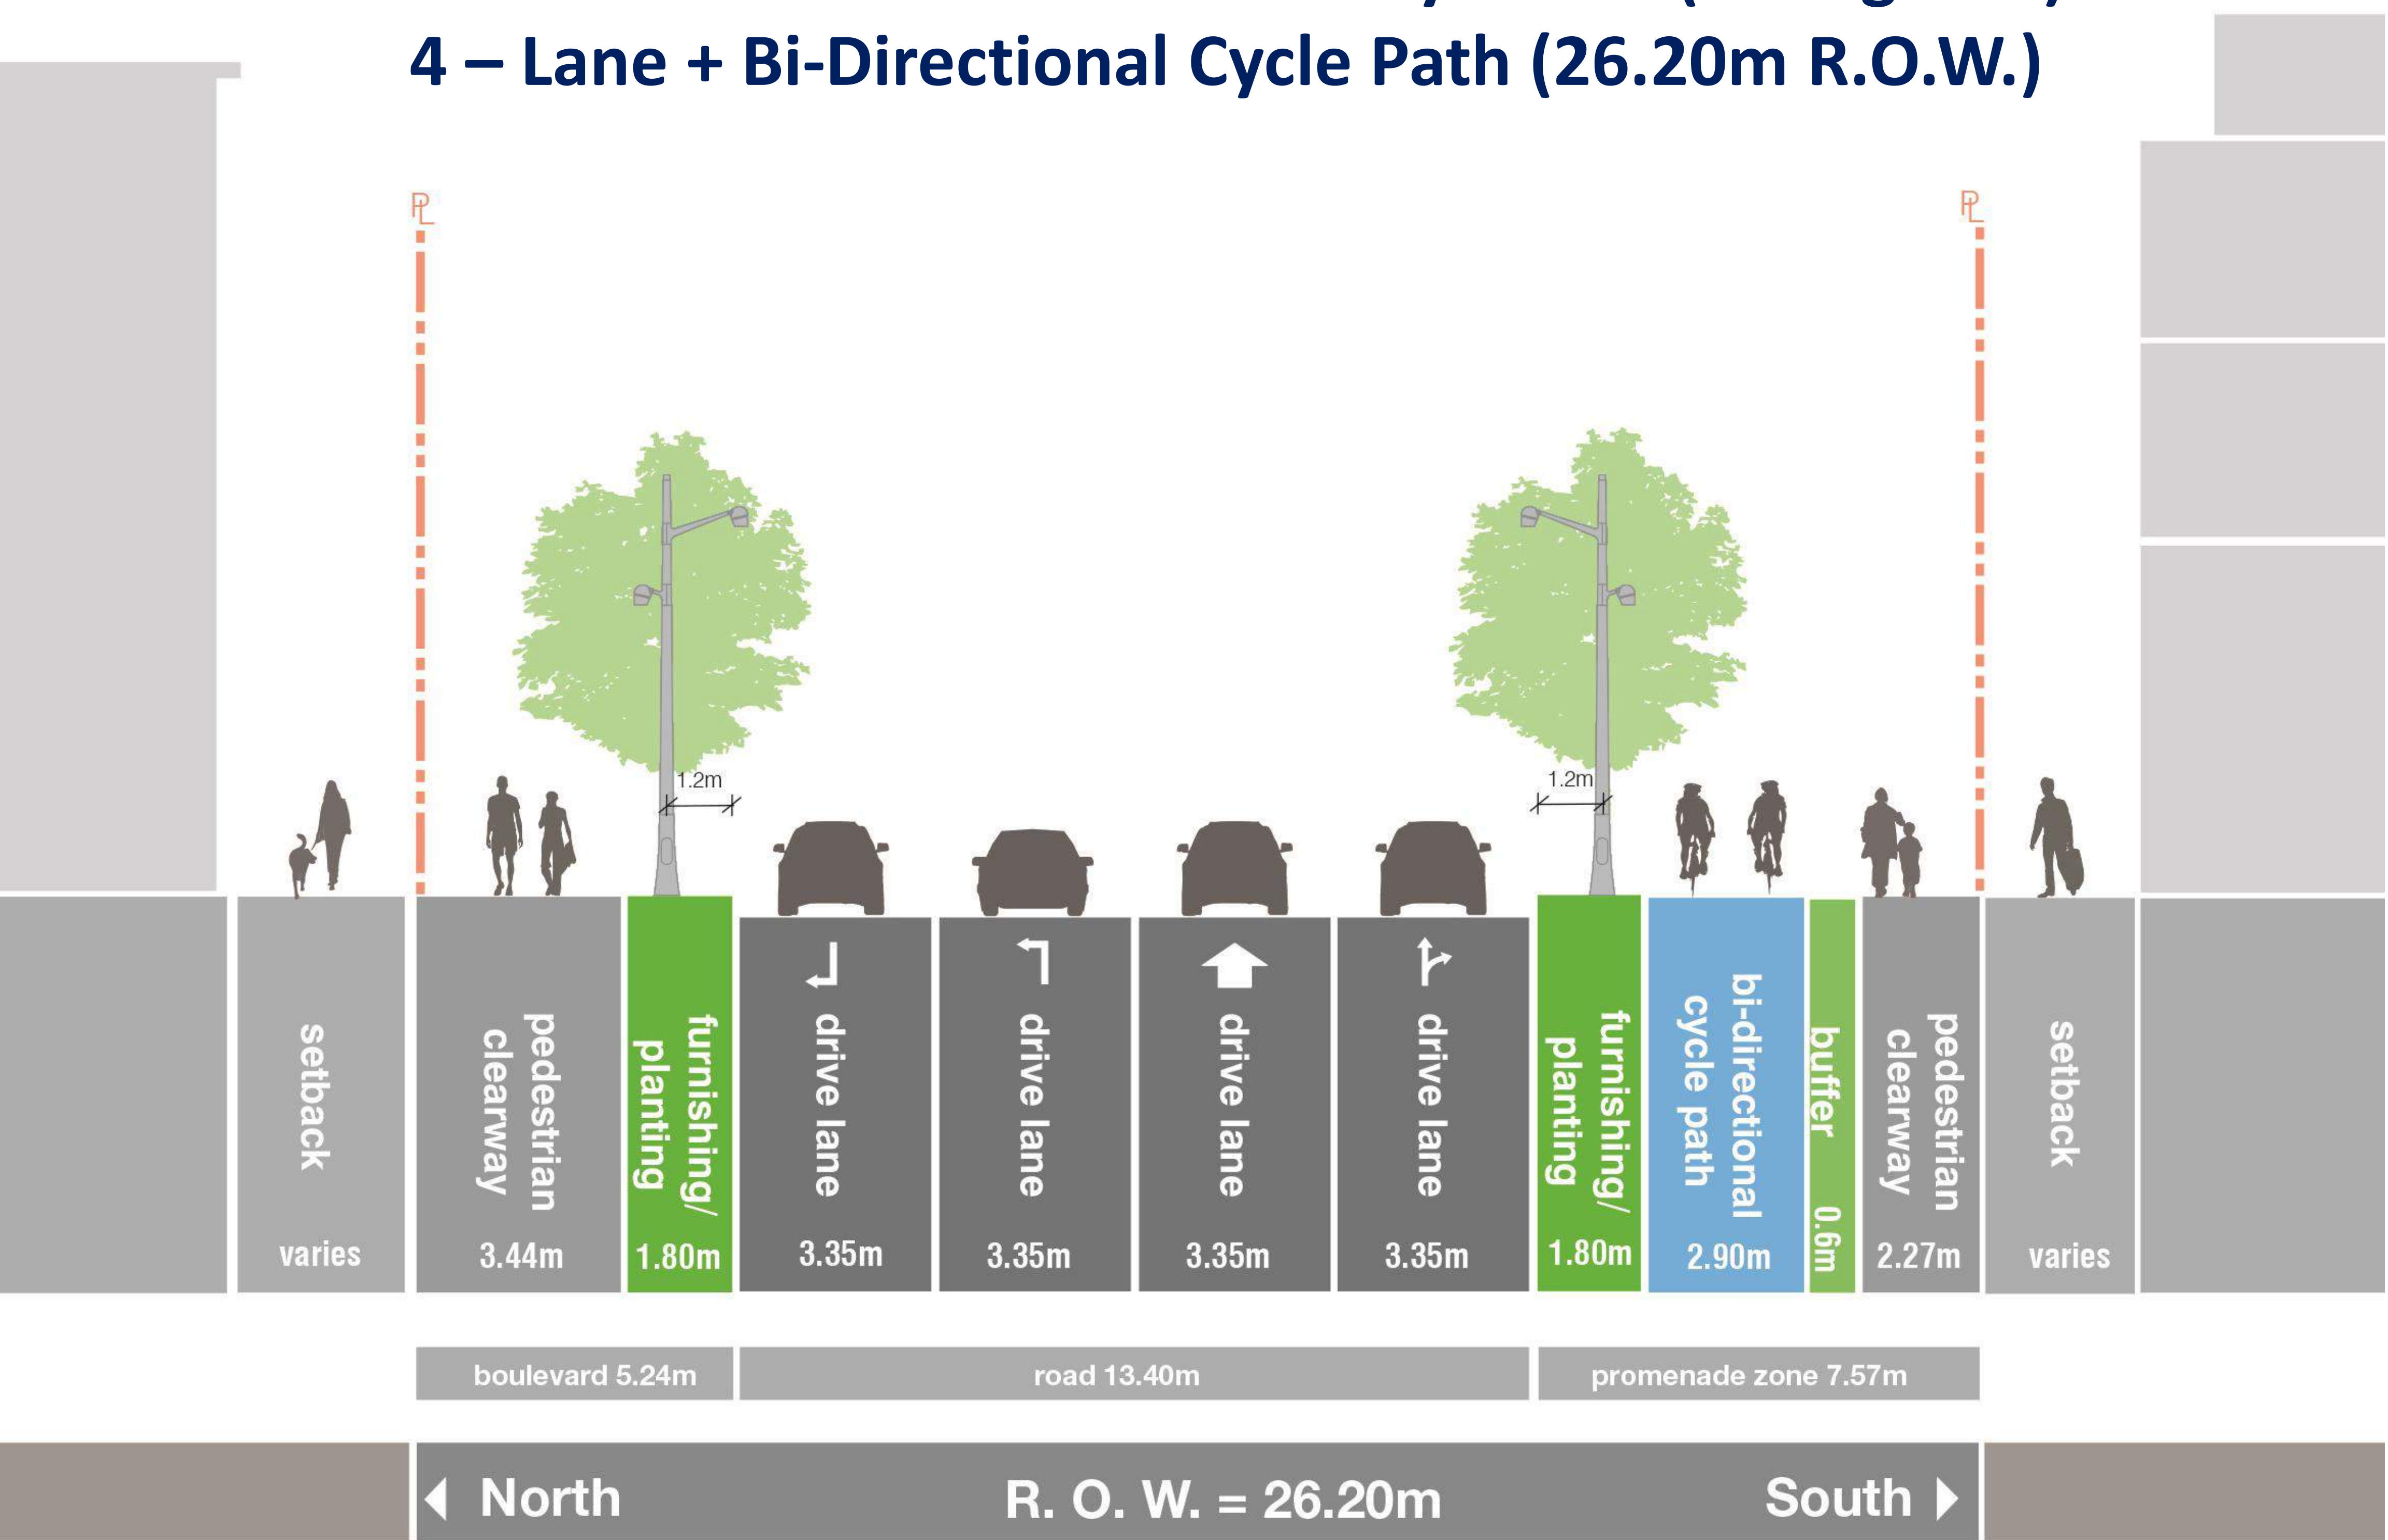 4 – Lane + Bi-Directional Cycle Path (26.20m R.O.W.)
PL
PL
1.2m
1.2m
setback
varies
pedestrian
clearway
3.44m
furnishing/
planting
1.80m
drive lane
3.35m
drive lane
3.35m
drive lane
3.35m
drive lane
3.35m
furnishing/
planting
1.80m
bi-directional
cycle path
2.90m
buffer
0.6m
pedestrian
clearway
2.27m
setback
varies
boulevard 5.24m
road 13.40m
promenade zone 7.57m
North
R. O. W. = 26.20m
South